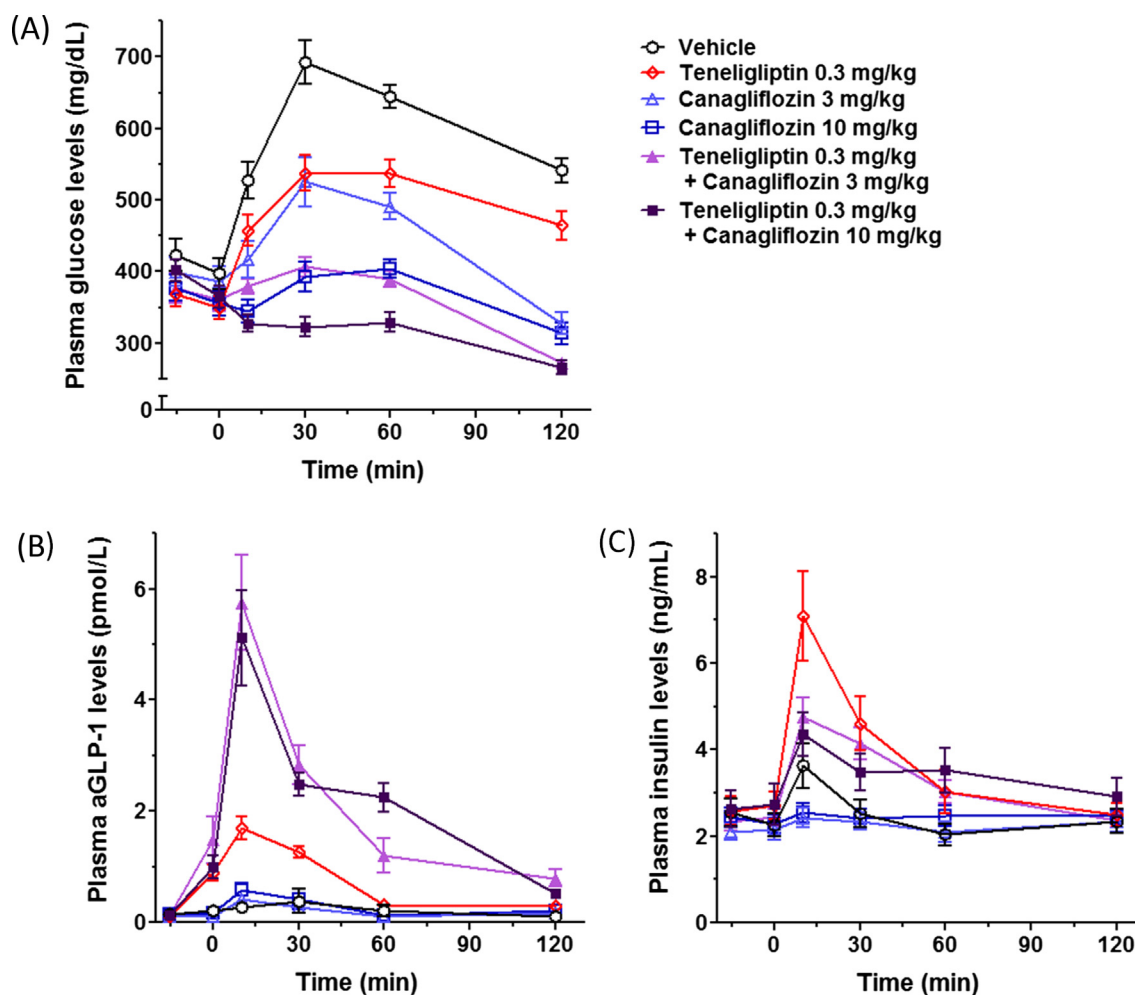 (A)
Plasma glucose levels (mg/dL)
700
600
500
400
300
0
0 30 60 90 120
Time (min)
Vehicle
Teneligliptin 0.3 mg/kg
Canagliflozin 3 mg/kg
Canagliflozin 10 mg/kg
Teneligliptin 0.3 mg/kg
+ Canagliflozin 3 mg/kg
Teneligliptin 0.3 mg/kg
+ Canagliflozin 10 mg/kg
(B)
Plasma aGLP-1 levels (pmol/L)
6
4
2
0
0 30 60 90 120
Time (min)
(C)
Plasma insulin levels (ng/mL)
8
6
4
2
0
0 30 60 90 120
Time (min)